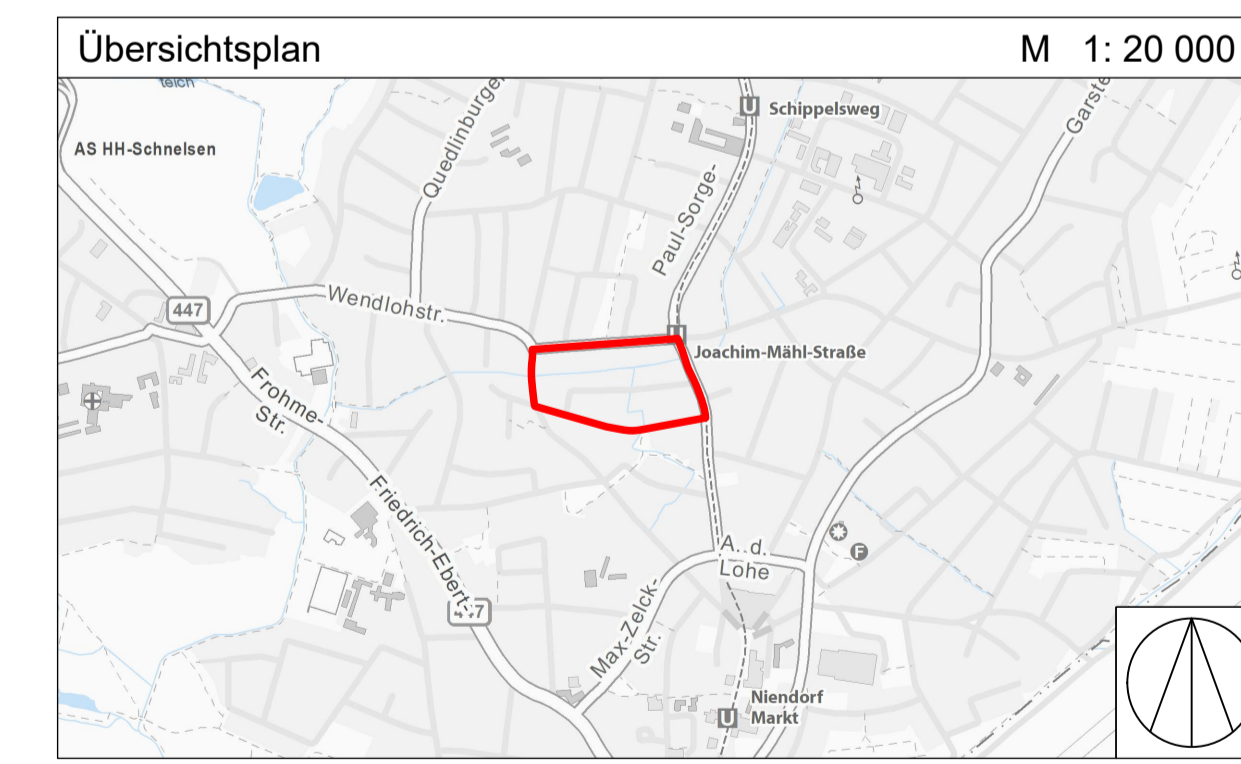 Übersichtsplan
M 1: 20 000
teich
Quedlinburger
U Schippelsweg
Garste
AS HH-Schnelsen
Paul-Sorge-
447
Wendlohstr.
U
Joachim-Mähl-Straße
Frohme-
Str.
Friedrich-Ebert-
A. d.
Lohe
F
447
Max-Zelck-
Str.
Niendorf
U Markt